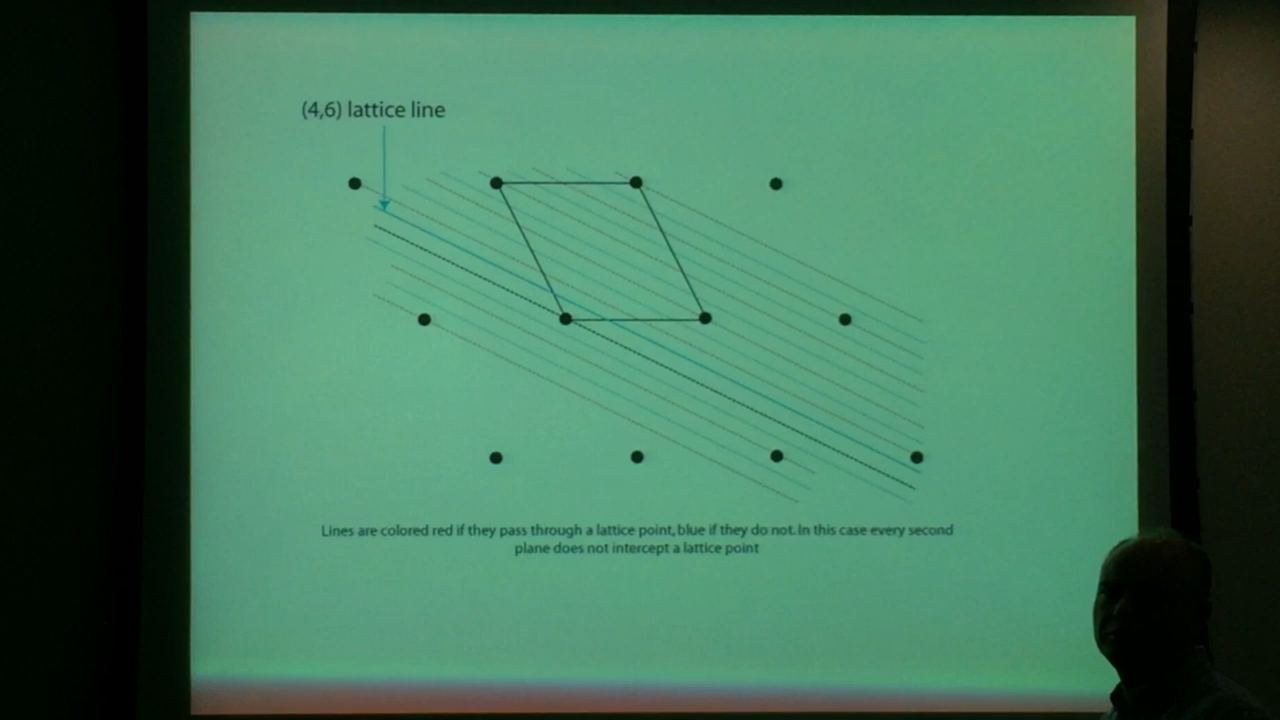 (4,6) lattice line
Lines are colored red if they pass through a lattice point, blue if they do not. In this case every second
plane does not intercept a lattice point